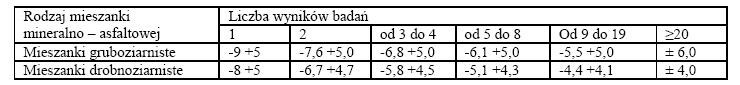 Rodzaj mieszanki mineralno – asfaltowej Liczba wyników badań
1 2 od 3 do 4 od 5 do 8 Od 9 do 19 ≥20
Mieszanki gruboziarniste -9 +5 -7,6 +5,0 -6,8 +5,0 -6,1 +5,0 -5,5 +5,0 ± 6,0
Mieszanki drobnoziarniste -8 +5 -6,7 +4,7 -5,8 +4,5 -5,1 +4,3 -4,4 +4,1 ± 4,0